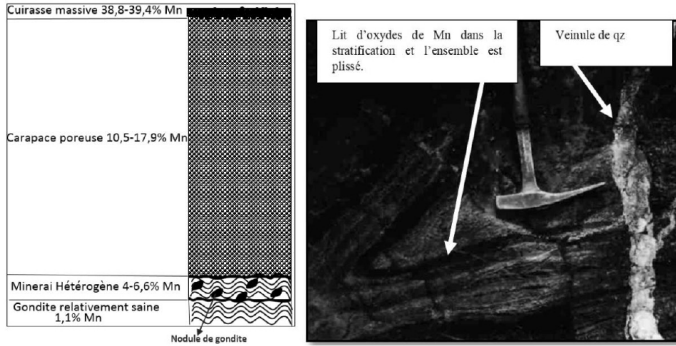 Cuirasse massive 38,8-39,4% Mn
Carapace poreuse 10,5-17,9% Mn
Minerai Hétérogène 4-6,6% Mn
Gondite relativement saine
1,1% Mn
Nodule de gondite
Lit d’oxydes de Mn dans la
stratification et l’ensemble est
plissé.
Veinule de qz